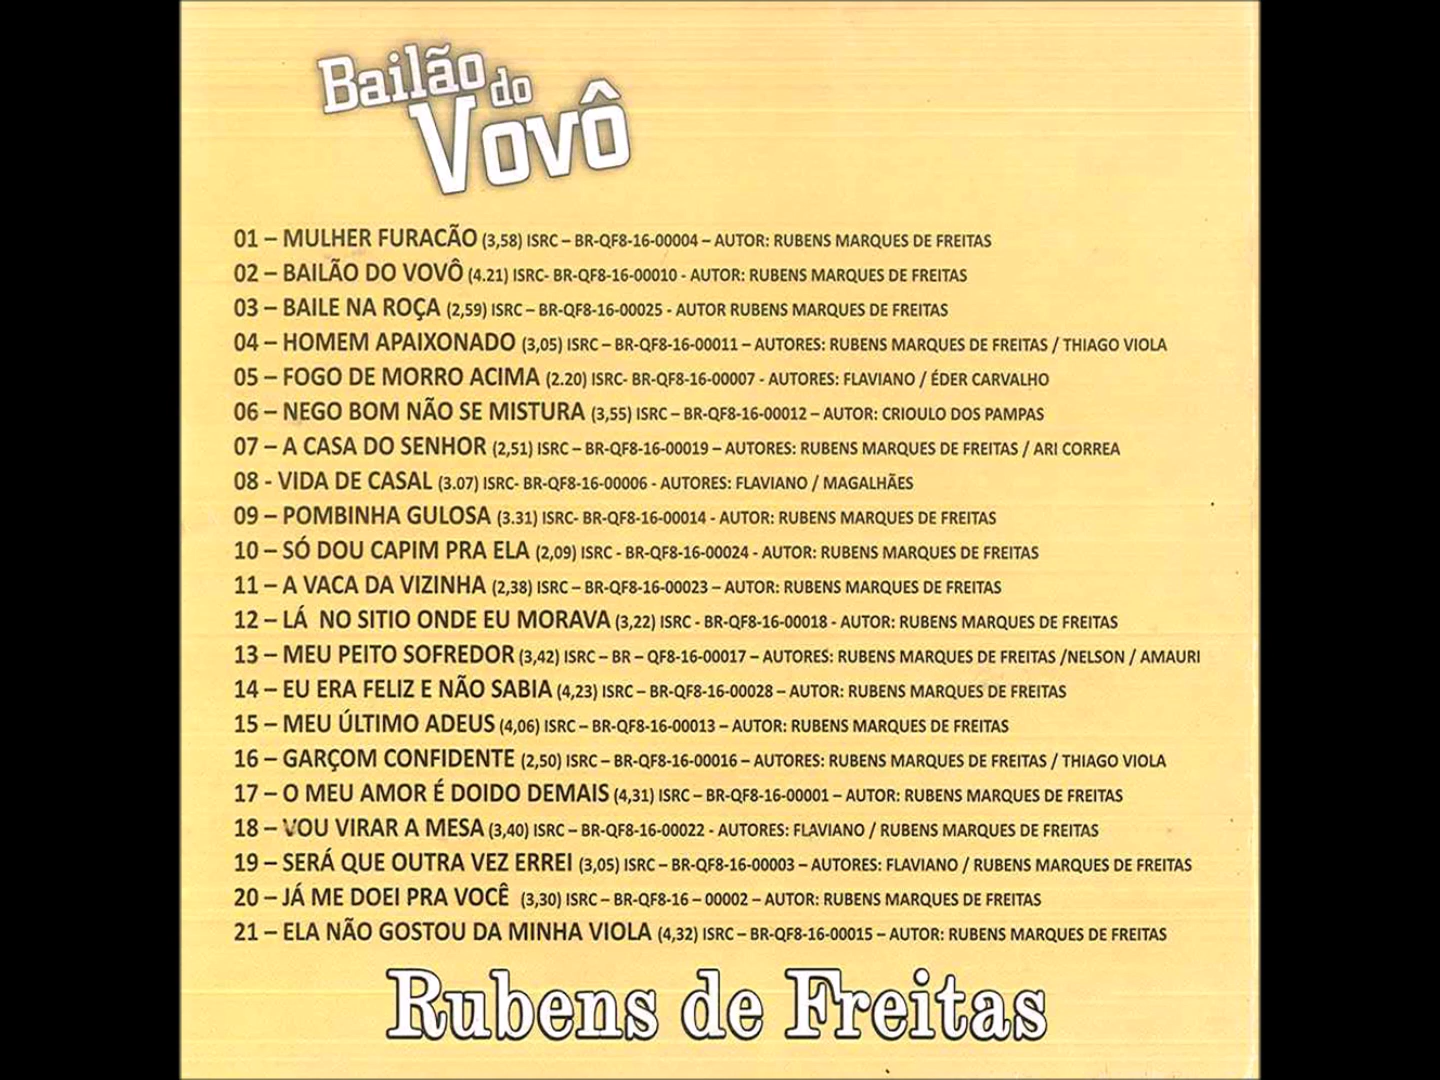 Bailão do
Vovô
01 – MULHER FURACÃO (3,58) ISRC – BR-QF8-16-00004 – AUTOR: RUBENS MARQUES DE FREITAS
02 – BAILÃO DO VOVÔ (4.21) ISRC- BR-QF8-16-00010 - AUTOR: RUBENS MARQUES DE FREITAS
03 – BAILE NA ROÇA (2,59) ISRC – BR-QF8-16-00025 - AUTOR RUBENS MARQUES DE FREITAS
04 – HOMEM APAIXONADO (3,05) ISRC – BR-QF8-16-00011 – AUTORES: RUBENS MARQUES DE FREITAS / THIAGO VIOLA
05 – FOGO DE MORRO ACIMA (2.20) ISRC- BR-QF8-16-00007 - AUTORES: FLAVIANO / ÉDER CARVALHO
06 – NEGO BOM NÃO SE MISTURA (3,55) ISRC – BR-QF8-16-00012 – AUTOR: CRIOULO DOS PAMPAS
07 – A CASA DO SENHOR (2,51) ISRC – BR-QF8-16-00019 – AUTORES: RUBENS MARQUES DE FREITAS / ARI CORREA
08 - VIDA DE CASAL (3.07) ISRC- BR-QF8-16-00006 - AUTORES: FLAVIANO / MAGALHÃES
09 – POMBINHA GULOSA (3.31) ISRC- BR-QF8-16-00014 - AUTOR: RUBENS MARQUES DE FREITAS
10 – SÓ DOU CAPIM PRA ELA (2,09) ISRC - BR-QF8-16-00024 - AUTOR: RUBENS MARQUES DE FREITAS
11 – A VACA DA VIZINHA (2,38) ISRC – BR-QF8-16-00023 – AUTOR: RUBENS MARQUES DE FREITAS
12 – LÁ NO SITIO ONDE EU MORAVA (3,22) ISRC - BR-QF8-16-00018 - AUTOR: RUBENS MARQUES DE FREITAS
13 – MEU PEITO SOFREDOR (3,42) ISRC – BR – QF8-16-00017 – AUTORES: RUBENS MARQUES DE FREITAS /NELSON / AMAURI
14 – EU ERA FELIZ E NÃO SABIA (4,23) ISRC – BR-QF8-16-00028 – AUTOR: RUBENS MARQUES DE FREITAS
15 – MEU ÚLTIMO ADEUS (4,06) ISRC – BR-QF8-16-00013 – AUTOR: RUBENS MARQUES DE FREITAS
16 – GARÇOM CONFIDENTE (2,50) ISRC – BR-QF8-16-00016 – AUTORES: RUBENS MARQUES DE FREITAS / THIAGO VIOLA
17 – O MEU AMOR É DOIDO DEMAIS (4,31) ISRC – BR-QF8-16-00001 – AUTOR: RUBENS MARQUES DE FREITAS
18 – VOU VIRAR A MESA (3,40) ISRC – BR-QF8-16-00022 - AUTORES: FLAVIANO / RUBENS MARQUES DE FREITAS
19 – SERÁ QUE OUTRA VEZ ERREI (3,05) ISRC – BR-QF8-16-00003 – AUTORES: FLAVIANO / RUBENS MARQUES DE FREITAS
20 – JÁ ME DOEI PRA VOCÊ (3,30) ISRC – BR-QF8-16 – 00002 – AUTOR: RUBENS MARQUES DE FREITAS
21 – ELA NÃO GOSTOU DA MINHA VIOLA (4,32) ISRC – BR-QF8-16-00015 – AUTOR: RUBENS MARQUES DE FREITAS
Rubens de Freitas